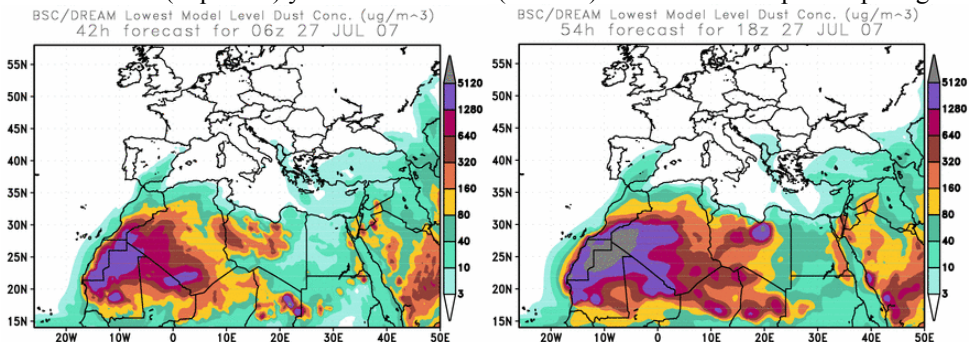 BSC/DREAM Lowest Model Level Dust Conc. (ug/m^3)
42h forecast for 06z 27 JUL 07
55N
50N
45N
40N
35N
30N
25N
20N
15N
20W
10W
0
10E
20E
30E
40E
50E
5120
1280
640
320
160
80
40
10
3
BSC/DREAM Lowest Model Level Dust Conc. (ug/m^3)
54h forecast for 18z 27 JUL 07
55N
50N
45N
40N
35N
30N
25N
20N
15N
20W
10W
0
10E
20E
30E
40E
50E
5120
1280
640
320
160
80
40
10
3